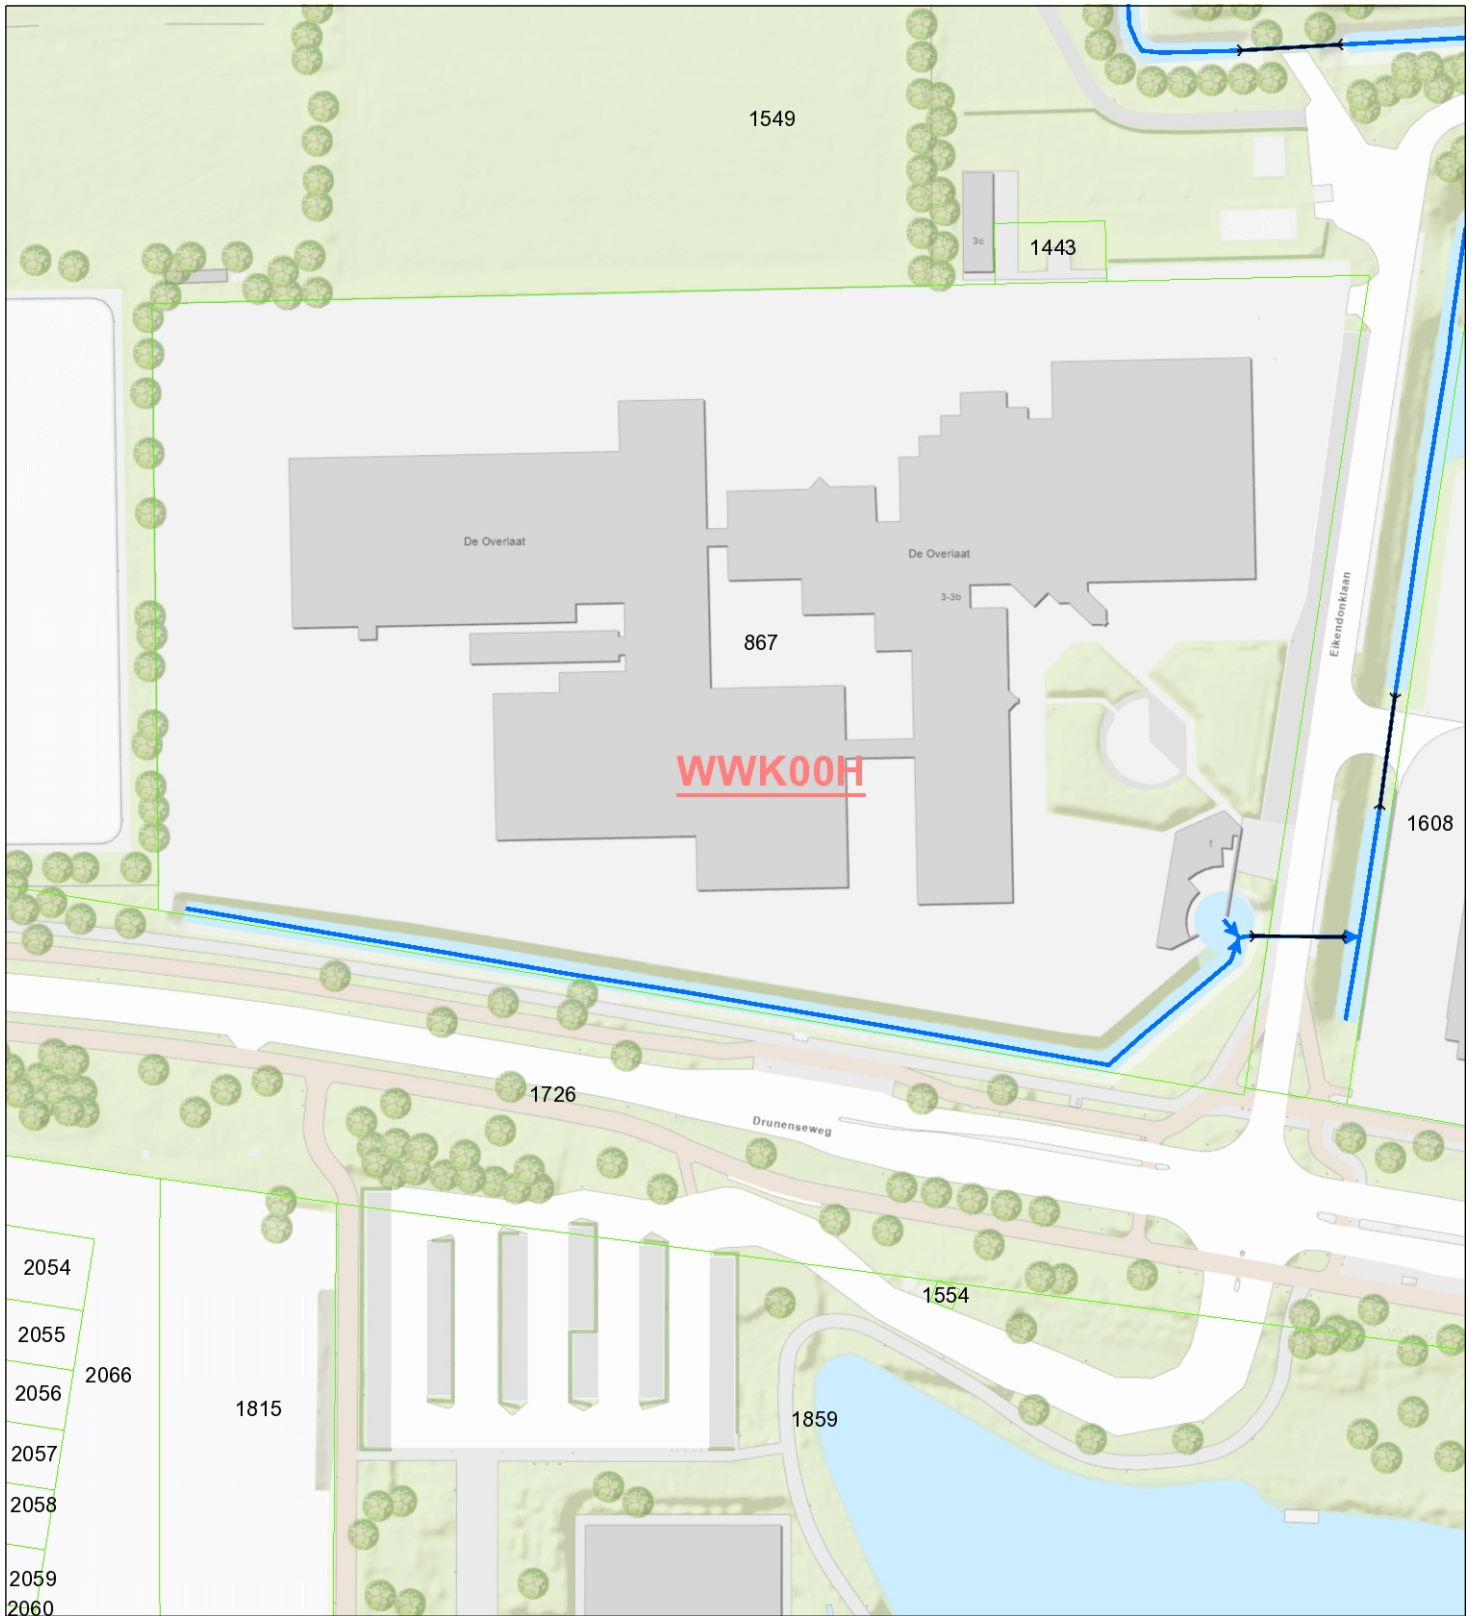 1549
3c
1443
De Overlaat
De Overlaat
3-3b
Eikendonklaan
867
WWK00H
1608
1
1726
Drunenseweg
2054
1554
2055
2066
2056
1815
1859
2057
2058
2059
2060